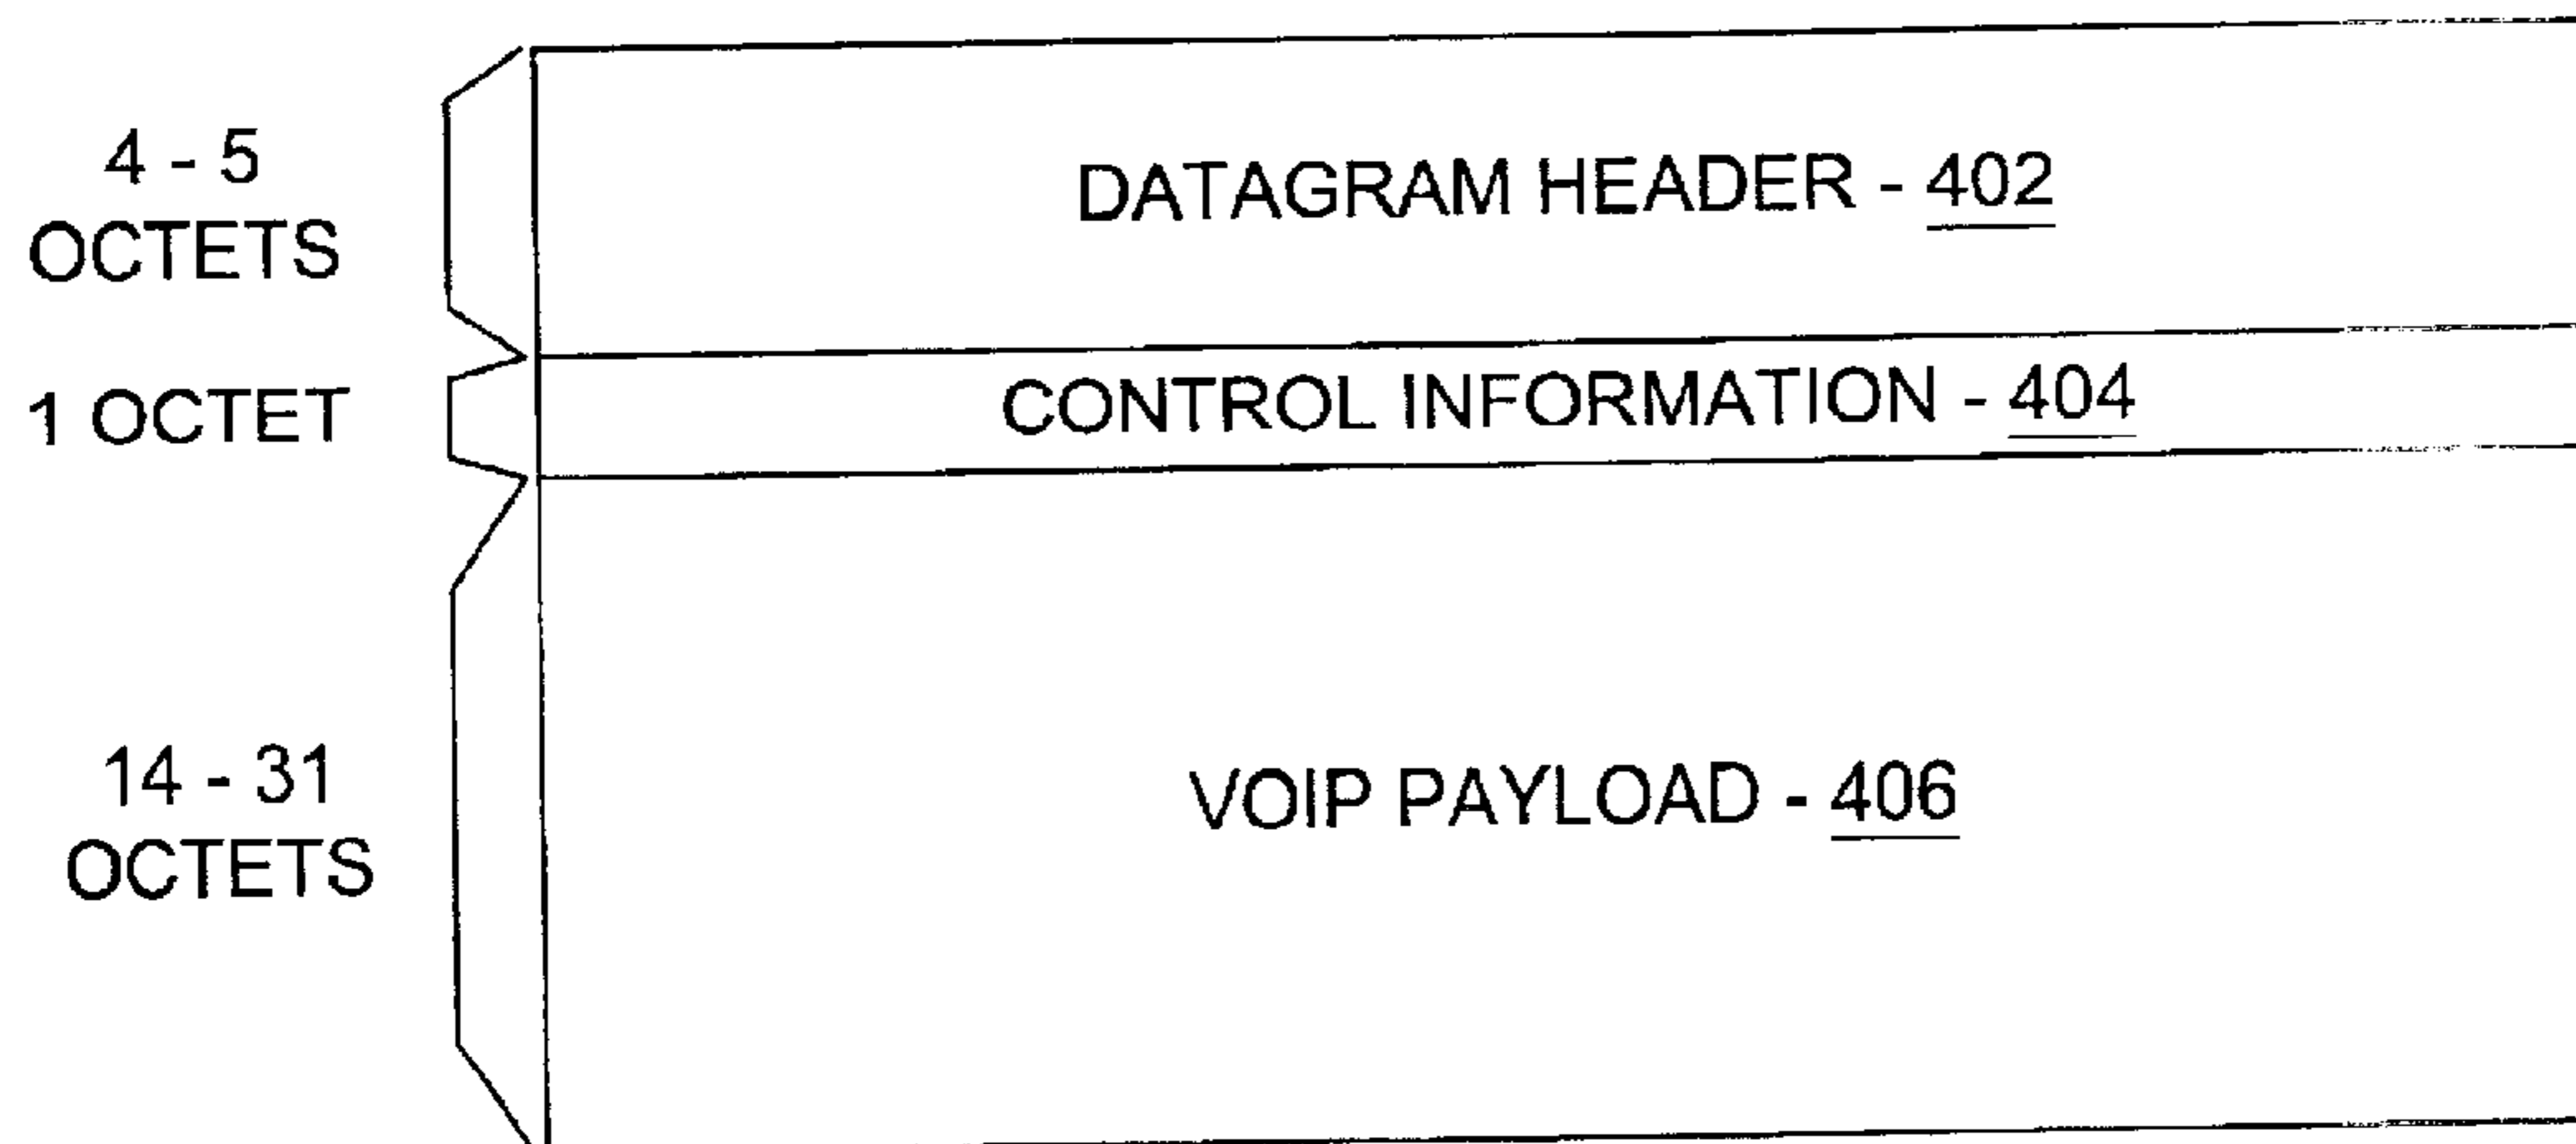 4 - 5
OCTETS
DATAGRAM HEADER - 402
1 OCTET
CONTROL INFORMATION - 404
14 - 31
OCTETS
VOIP PAYLOAD - 406